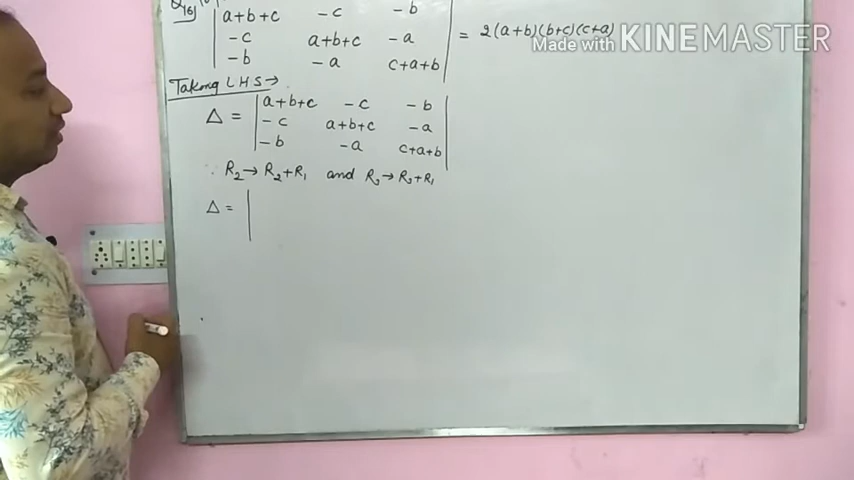 Q16) | a+b+c -c -b |
| -c a+b+c -a | = 2(a+b)(b+c)(c+a)
| -b -a c+a+b |
Made with KINEMASTER
Taking LHS →
| a+b+c -c -b |
Δ = | -c a+b+c -a |
| -b -a c+a+b |
∴ R₂ → R₂+R₁ and R₃ → R₃+R₁
Δ = |